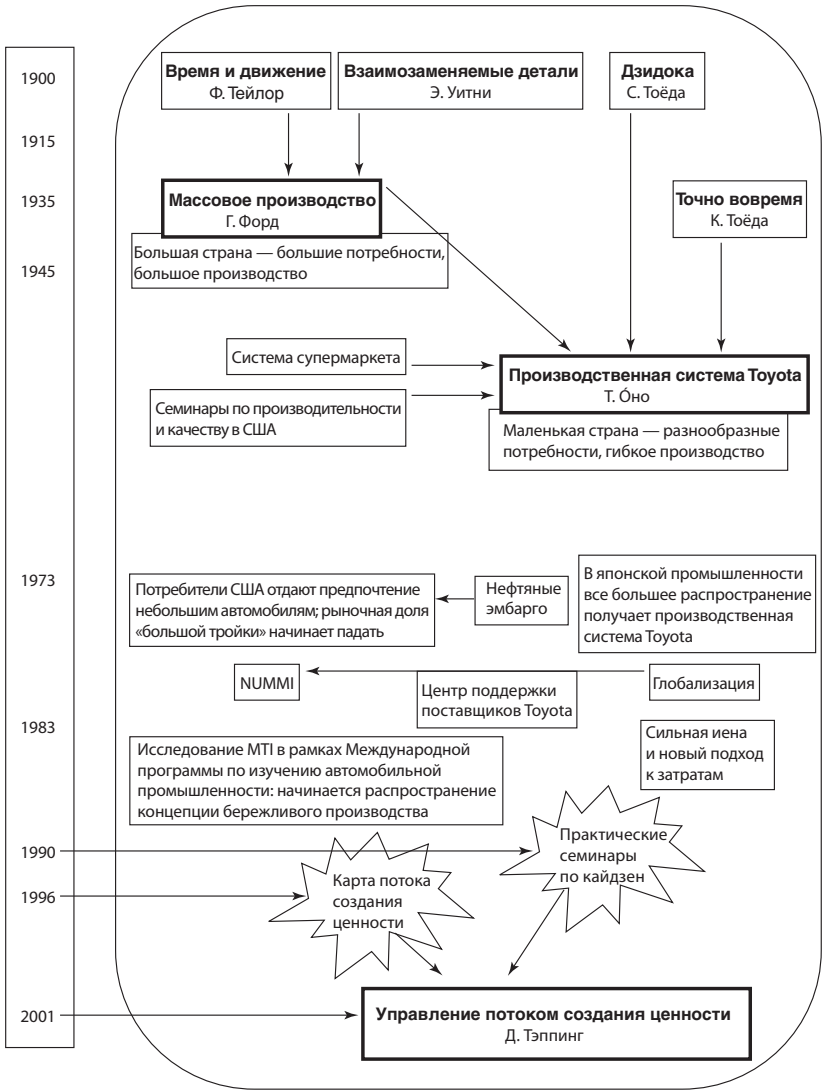 1900
Время и движение
Ф. Тейлор
Взаимозаменяемые детали
Э. Уитни
Дзидока
С. Тоёда
1915
1935
Массовое производство
Г. Форд
Точно вовремя
К. Тоёда
Большая страна — большие потребности,
большое производство
1945
Система супермаркета
Производственная система Toyota
Т. О́но
Семинары по производительности
и качеству в США
Маленькая страна — разнообразные
потребности, гибкое производство
1973
Потребители США отдают предпочтение
небольшим автомобилям; рыночная доля
«большой тройки» начинает падать
Нефтяные
эмбарго
В японской промышленности
все большее распространение
получает производственная
система Toyota
NUMMI
Центр поддержки
поставщиков Toyota
Глобализация
1983
Сильная иена
и новый подход
к затратам
Исследование MTI в рамках Международной
программы по изучению автомобильной
промышленности: начинается распространение
концепции бережливого производства
1990
Практические
семинары
по кайдзен
1996
Карта потока
создания
ценности
2001
Управление потоком создания ценности
Д. Тэппинг